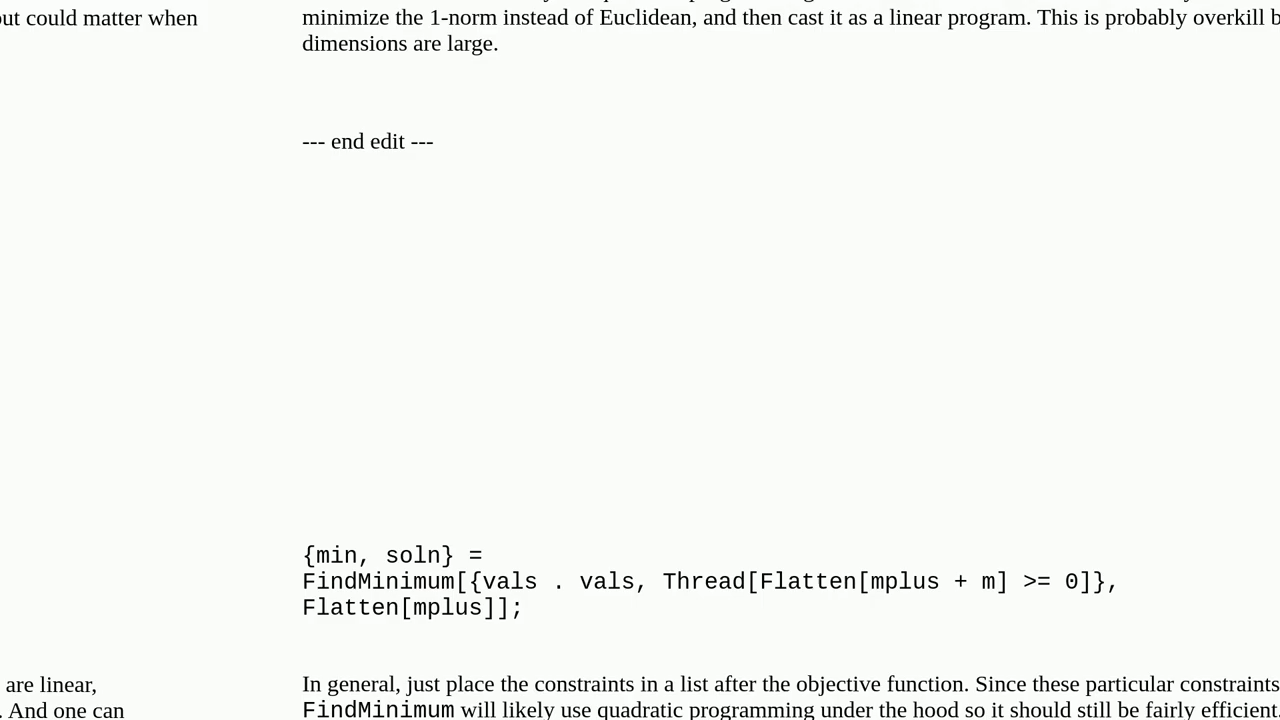 but could matter when
minimize the 1-norm instead of Euclidean, and then cast it as a linear program. This is probably overkill
dimensions are large.
--- end edit ---
{min, soln} =
FindMinimum[{vals . vals, Thread[Flatten[mplus + m] >= 0]},
Flatten[mplus]];
are linear,
. And one can
In general, just place the constraints in a list after the objective function. Since these particular constraints
FindMinimum will likely use quadratic programming under the hood so it should still be fairly efficient